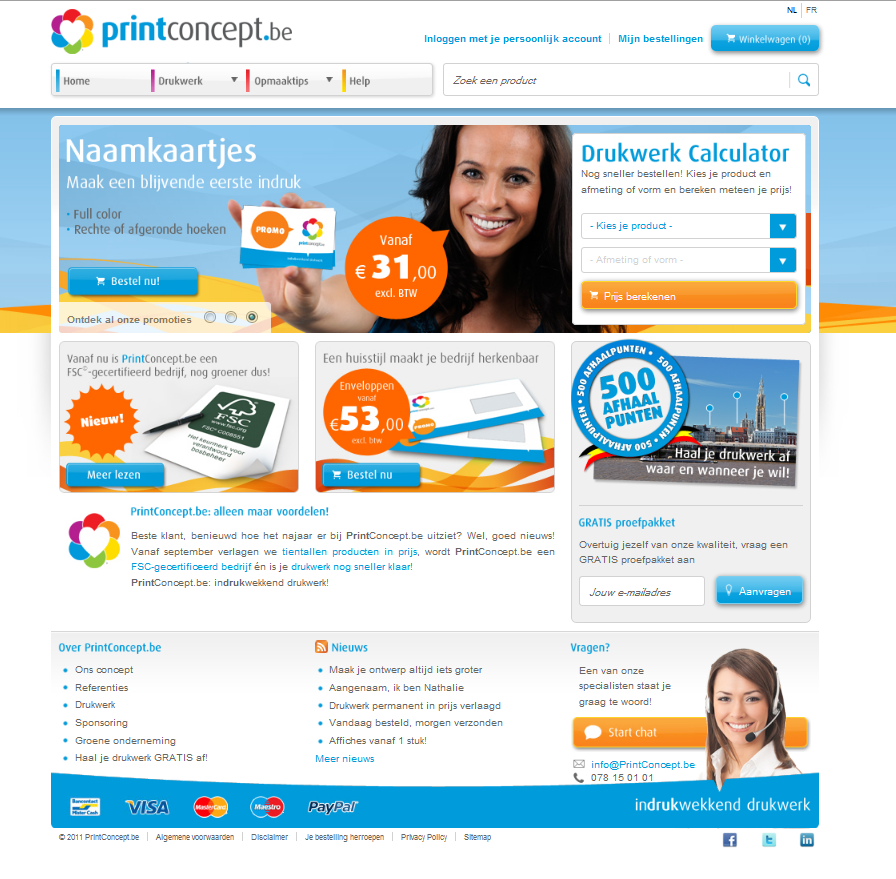 NL | FR
printconcept.be
Inloggen met je persoonlijk account | Mijn bestellingen
Winkelwagen (0)
Home
Drukwerk
Opmaaktips
Help
Zoek een product
Naamkaartjes
Maak een blijvende eerste indruk
· Full color
· Rechte of afgeronde hoeken
PROMO
printconcept.be
Vanaf
€ 31,00
excl. BTW
Bestel nu!
Ontdek al onze promoties
Drukwerk Calculator
Nog sneller bestellen! Kies je product en
afmeting of vorm en bereken meteen je prijs!
- Kies je product -
- Afmeting of vorm -
Prijs berekenen
Vanaf nu is PrintConcept.be een
FSC©-gecertifieerd bedrijf, nog groener dus!
Nieuw!
FSC
www.fsc.org
FSC® C008551
Het keurmerk voor
verantwoord
bosbeheer
Meer lezen
Een huisstijl maakt je bedrijf herkenbaar
Enveloppen
vanaf
€53,00
excl. btw
PROMO
Bestel nu
500 AFHAALPUNTEN · 500 AFHAALPUNTEN ·
500
AFHAAL
PUNTEN
Haal je drukwerk af
waar en wanneer je wil!
PrintConcept.be: alleen maar voordelen!
Beste klant, benieuwd hoe het najaar er bij PrintConcept.be uitziet? Wel, goed nieuws!
Vanaf september verlagen we tientallen producten in prijs, wordt PrintConcept.be een
FSC-gecertificeerd bedrijf én is je drukwerk nog sneller klaar!
PrintConcept.be: indrukwekkend drukwerk!
GRATIS proefpakket
Overtuig jezelf van onze kwaliteit, vraag een
GRATIS proefpakket aan
Jouw e-mailadres
Aanvragen
Over PrintConcept.be
Ons concept
Referenties
Drukwerk
Sponsoring
Groene onderneming
Haal je drukwerk GRATIS af!
Nieuws
Maak je ontwerp altijd iets groter
Aangenaam, ik ben Nathalie
Drukwerk permanent in prijs verlaagd
Vandaag besteld, morgen verzonden
Affiches vanaf 1 stuk!
Meer nieuws
Vragen?
Een van onze
specialisten staat je
graag te woord!
Start chat
info@PrintConcept.be
078 15 01 01
Bancontact
Mister Cash
VISA
MasterCard
Maestro
PayPal
indrukwekkend drukwerk
© 2011 PrintConcept.be | Algemene voorwaarden | Disclaimer | Je bestelling herroepen | Privacy Policy | Sitemap